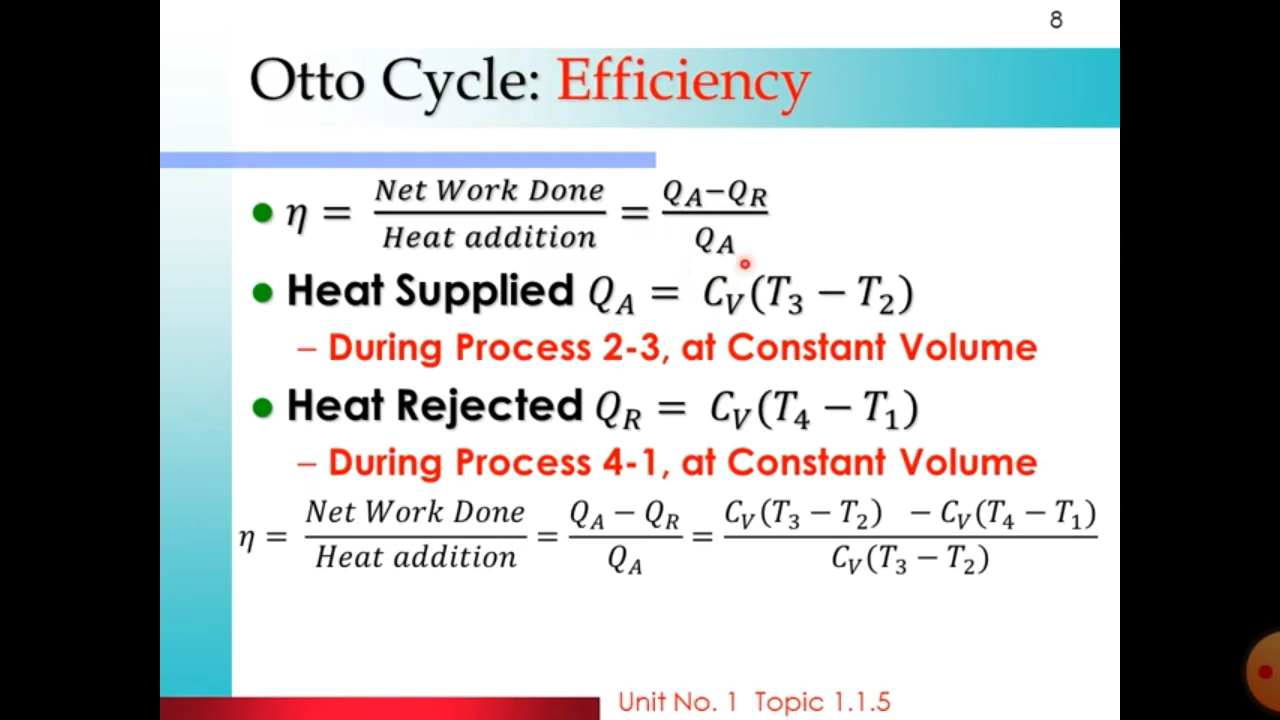 8
Otto Cycle: Efficiency
● η = Net Work Done / Heat addition = Q_A−Q_R / Q_A
● Heat Supplied Q_A = C_V(T_3 − T_2)
– During Process 2-3, at Constant Volume
● Heat Rejected Q_R = C_V(T_4 − T_1)
– During Process 4-1, at Constant Volume
η = Net Work Done / Heat addition = Q_A − Q_R / Q_A = C_V(T_3 − T_2) − C_V(T_4 − T_1) / C_V(T_3 − T_2)
Unit No. 1 Topic 1.1.5